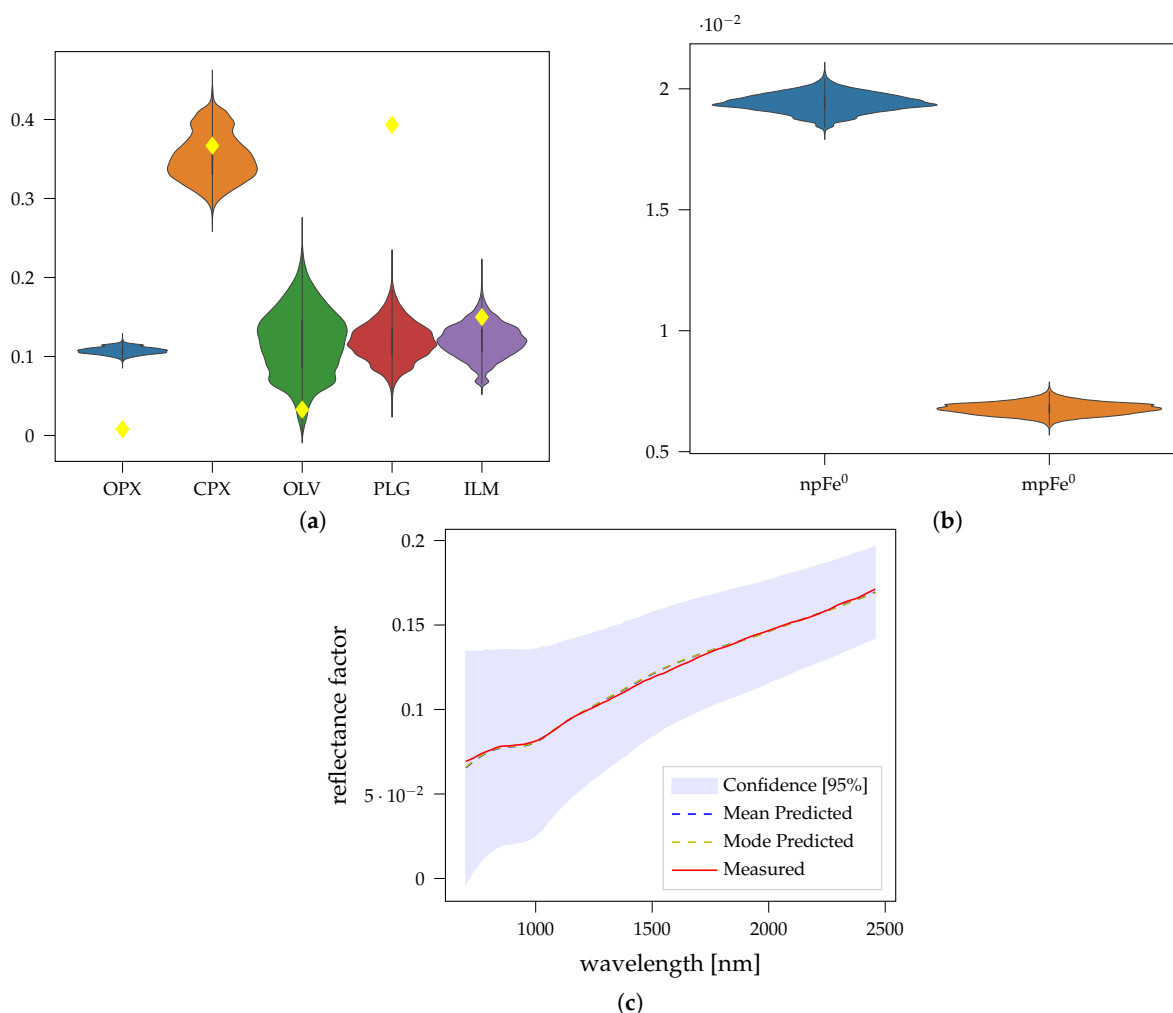 ·10⁻²
0.4
0.3
0.2
0.1
0
OPX CPX OLV PLG ILM
(a)
2
1.5
1
0.5
npFe⁰ mpFe⁰
(b)
0.2
0.15
0.1
5 · 10⁻²
0
reflectance factor
Confidence [95%]
Mean Predicted
Mode Predicted
Measured
1000 1500 2000 2500
wavelength [nm]
(c)